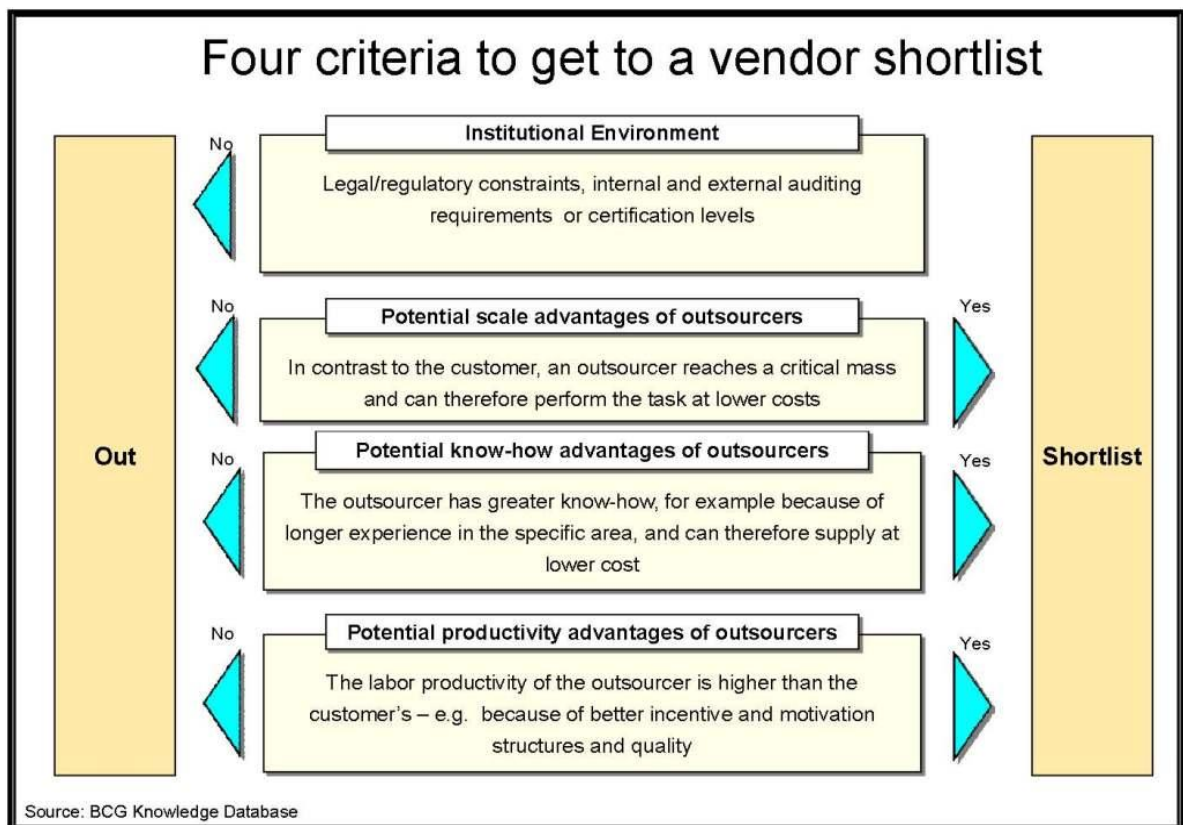 Four criteria to get to a vendor shortlist
Institutional Environment
No
Legal/regulatory constraints, internal and external auditing
requirements or certification levels
No
Potential scale advantages of outsourcers
Yes
In contrast to the customer, an outsourcer reaches a critical mass
and can therefore perform the task at lower costs
Out
No
Potential know-how advantages of outsourcers
Yes
Shortlist
The outsourcer has greater know-how, for example because of
longer experience in the specific area, and can therefore supply at
lower cost
No
Potential productivity advantages of outsourcers
Yes
The labor productivity of the outsourcer is higher than the
customer's – e.g. because of better incentive and motivation
structures and quality
Source: BCG Knowledge Database